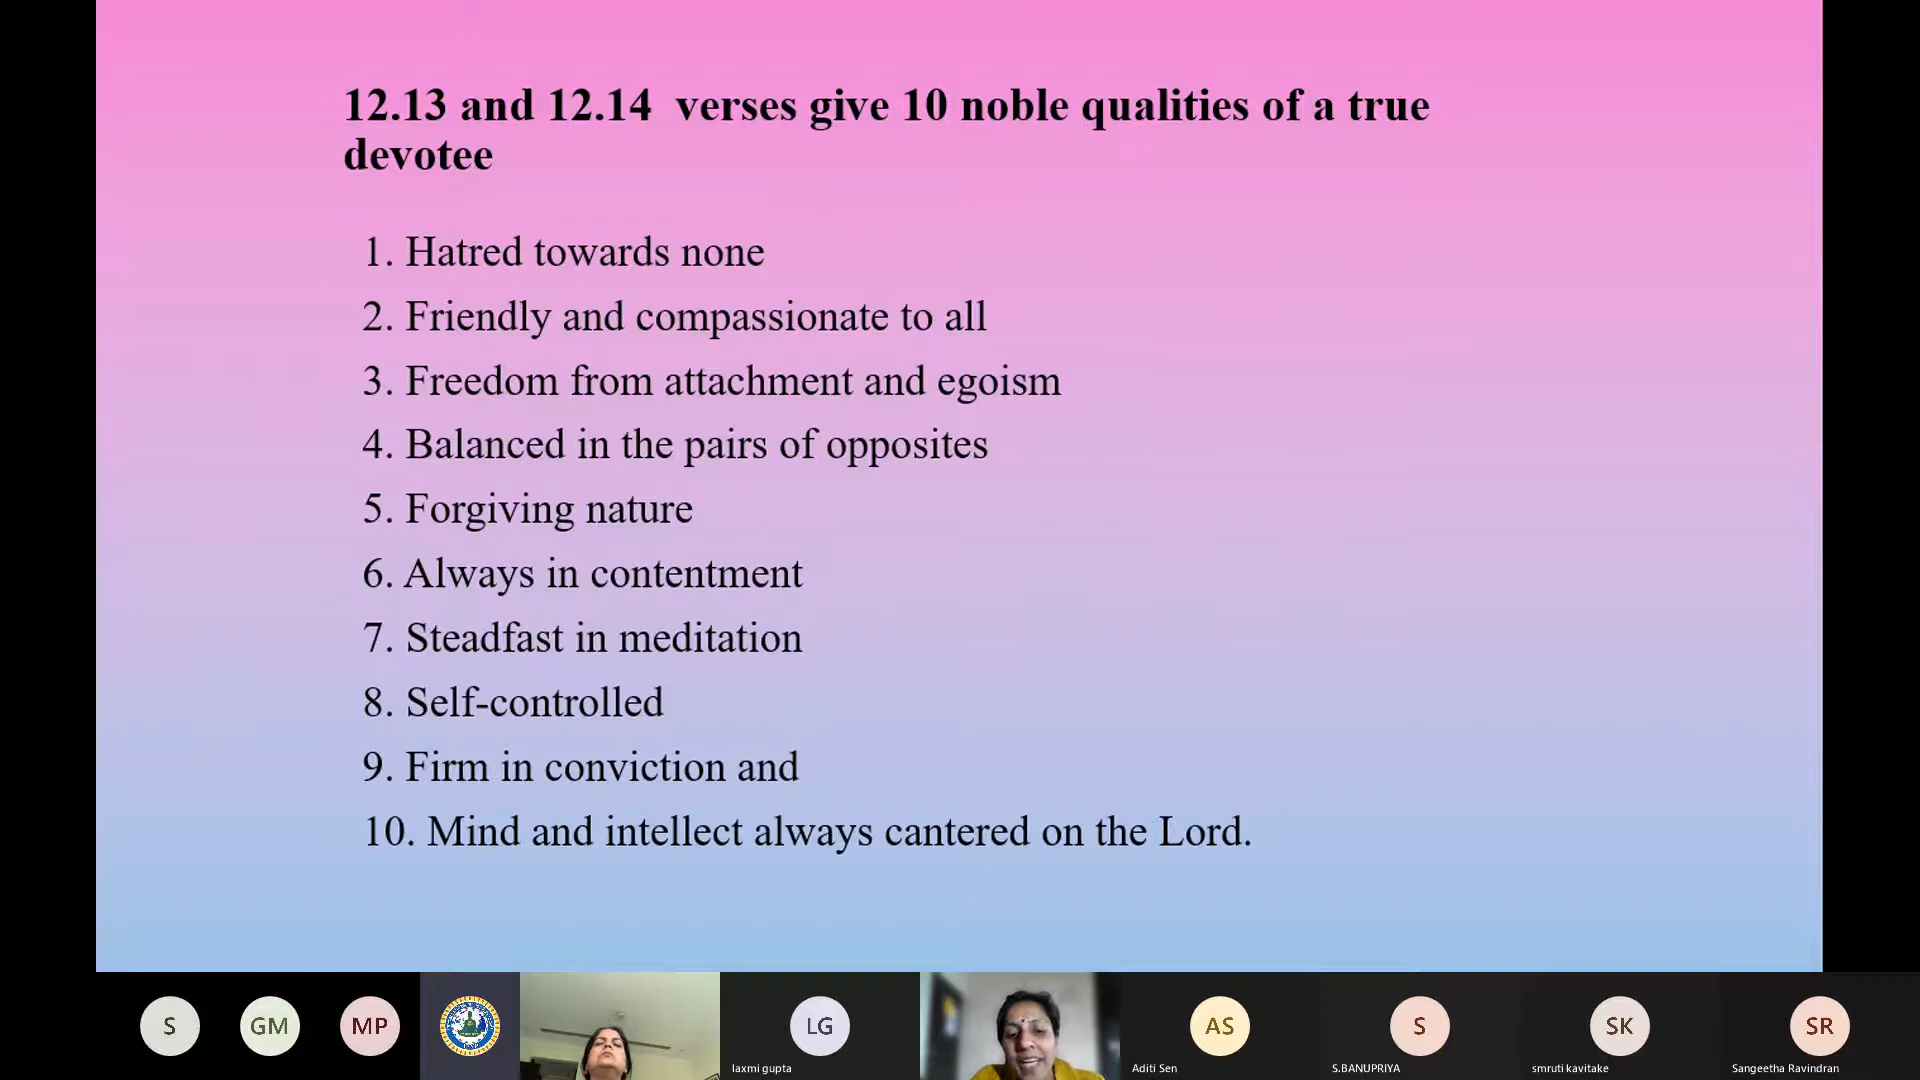 12.13 and 12.14  verses give 10 noble qualities of a true
devotee
1. Hatred towards none
2. Friendly and compassionate to all
3. Freedom from attachment and egoism
4. Balanced in the pairs of opposites
5. Forgiving nature
6. Always in contentment
7. Steadfast in meditation
8. Self-controlled
9. Firm in conviction and
10. Mind and intellect always cantered on the Lord.
S GM MP LG AS S SK SR
laxmi gupta Aditi Sen S.BANUPRIYA smruti kavitake Sangeetha Ravindran